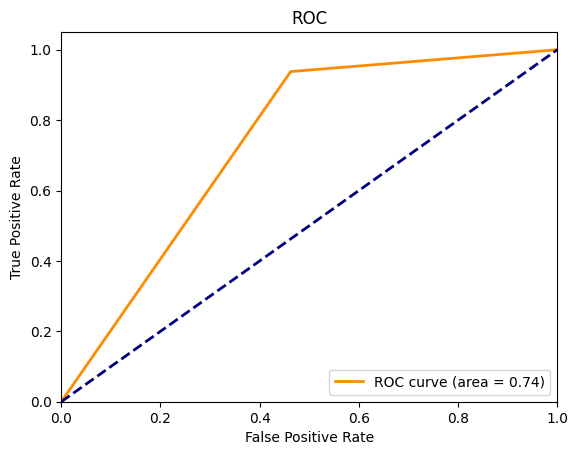 ROC
1.0
0.8
0.6
0.4
0.2
0.0
True Positive Rate
ROC curve (area = 0.74)
0.0 0.2 0.4 0.6 0.8 1.0
False Positive Rate